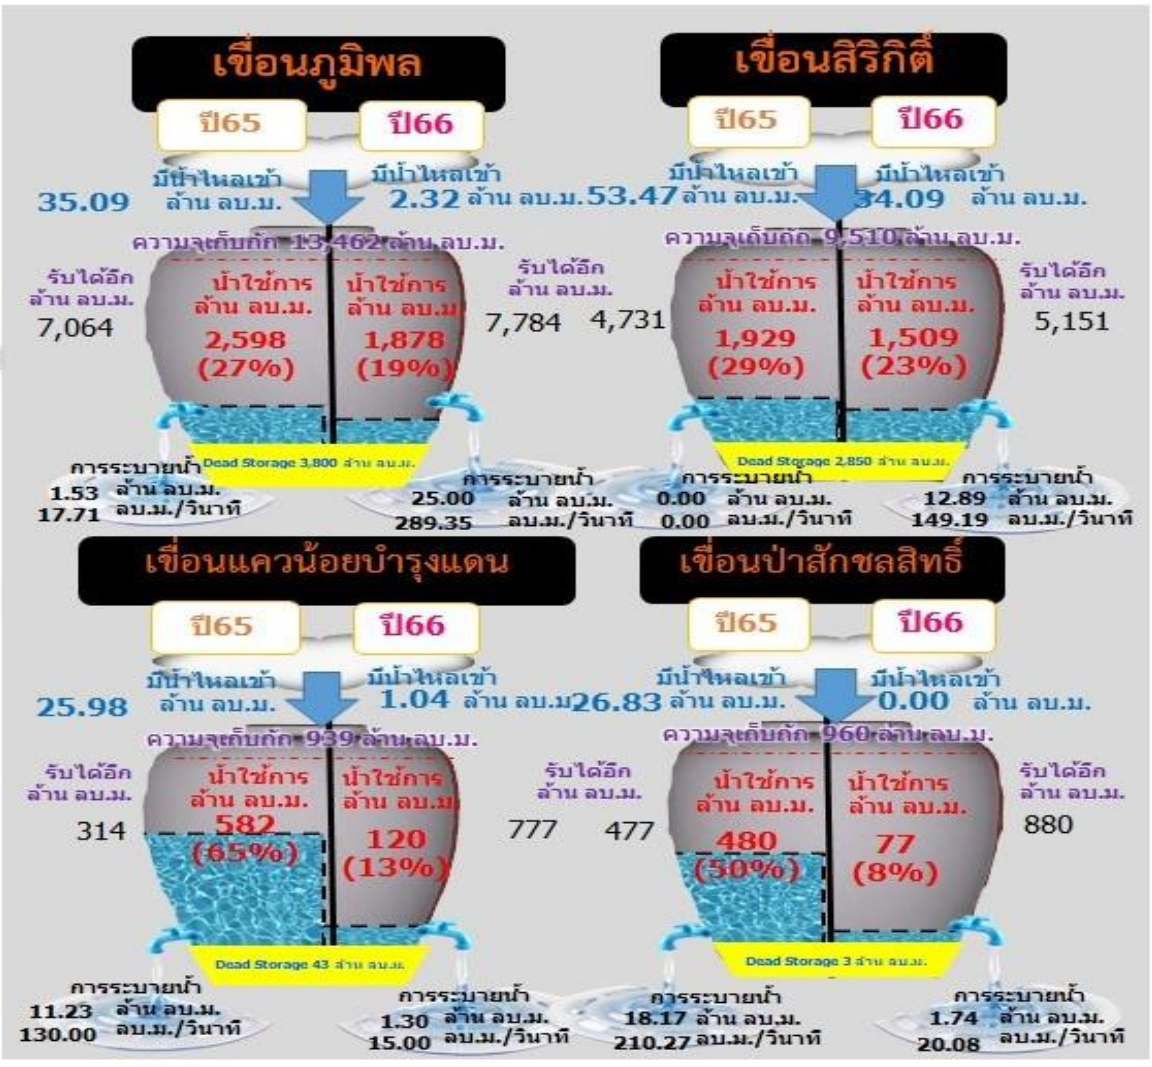 เขื่อนภูมิพล
ปี65
ปี66
มีน้ำไหลเข้า
35.09 ล้าน ลบ.ม.
มีน้ำไหลเข้า
2.32 ล้าน ลบ.ม.
ความจุเก็บกัก 13,462 ล้าน ลบ.ม.
รับได้อีก
ล้าน ลบ.ม.
7,064
น้ำใช้การ
ล้าน ลบ.ม.
2,598
(27%)
น้ำใช้การ
ล้าน ลบ.ม
1,878
(19%)
รับได้อีก
ล้าน ลบ.ม.
7,784
Dead Storage 3,800 ล้าน ลบ.ม.
การระบายน้ำ
1.53 ล้าน ลบ.ม.
17.71 ลบ.ม./วินาที
การระบายน้ำ
25.00 ล้าน ลบ.ม.
289.35 ลบ.ม./วินาที
เขื่อนสิริกิติ์
ปี65
ปี66
มีน้ำไหลเข้า
53.47 ล้าน ลบ.ม.
มีน้ำไหลเข้า
34.09 ล้าน ลบ.ม.
ความจุเก็บกัก 9,510 ล้าน ลบ.ม.
4,731
น้ำใช้การ
ล้าน ลบ.ม.
1,929
(29%)
น้ำใช้การ
ล้าน ลบ.ม.
1,509
(23%)
รับได้อีก
ล้าน ลบ.ม.
5,151
Dead Storage 2,850 ล้าน ลบ.ม.
การระบายน้ำ
0.00 ล้าน ลบ.ม.
0.00 ลบ.ม./วินาที
การระบายน้ำ
12.89 ล้าน ลบ.ม.
149.19 ลบ.ม./วินาที
เขื่อนแควน้อยบำรุงแดน
ปี65
ปี66
มีน้ำไหลเข้า
25.98 ล้าน ลบ.ม.
มีน้ำไหลเข้า
1.04 ล้าน ลบ.ม
ความจุเก็บกัก 939 ล้าน ลบ.ม.
รับได้อีก
ล้าน ลบ.ม.
314
น้ำใช้การ
ล้าน ลบ.ม.
582
(65%)
น้ำใช้การ
ล้าน ลบ.ม
120
(13%)
รับได้อีก
ล้าน ลบ.ม.
777
Dead Storage 43 ล้าน ลบ.ม.
การระบายน้ำ
11.23 ล้าน ลบ.ม.
130.00 ลบ.ม./วินาที
การระบายน้ำ
1.30 ล้าน ลบ.ม.
15.00 ลบ.ม./วินาที
เขื่อนป่าสักชลสิทธิ์
ปี65
ปี66
มีน้ำไหลเข้า
26.83 ล้าน ลบ.ม.
มีน้ำไหลเข้า
0.00 ล้าน ลบ.ม.
ความจุเก็บกัก 960 ล้าน ลบ.ม.
477
น้ำใช้การ
ล้าน ลบ.ม.
480
(50%)
น้ำใช้การ
ล้าน ลบ.ม.
77
(8%)
รับได้อีก
ล้าน ลบ.ม.
880
Dead Storage 3 ล้าน ลบ.ม.
การระบายน้ำ
18.17 ล้าน ลบ.ม.
210.27 ลบ.ม./วินาที
การระบายน้ำ
1.74 ล้าน ลบ.ม.
20.08 ลบ.ม./วินาที